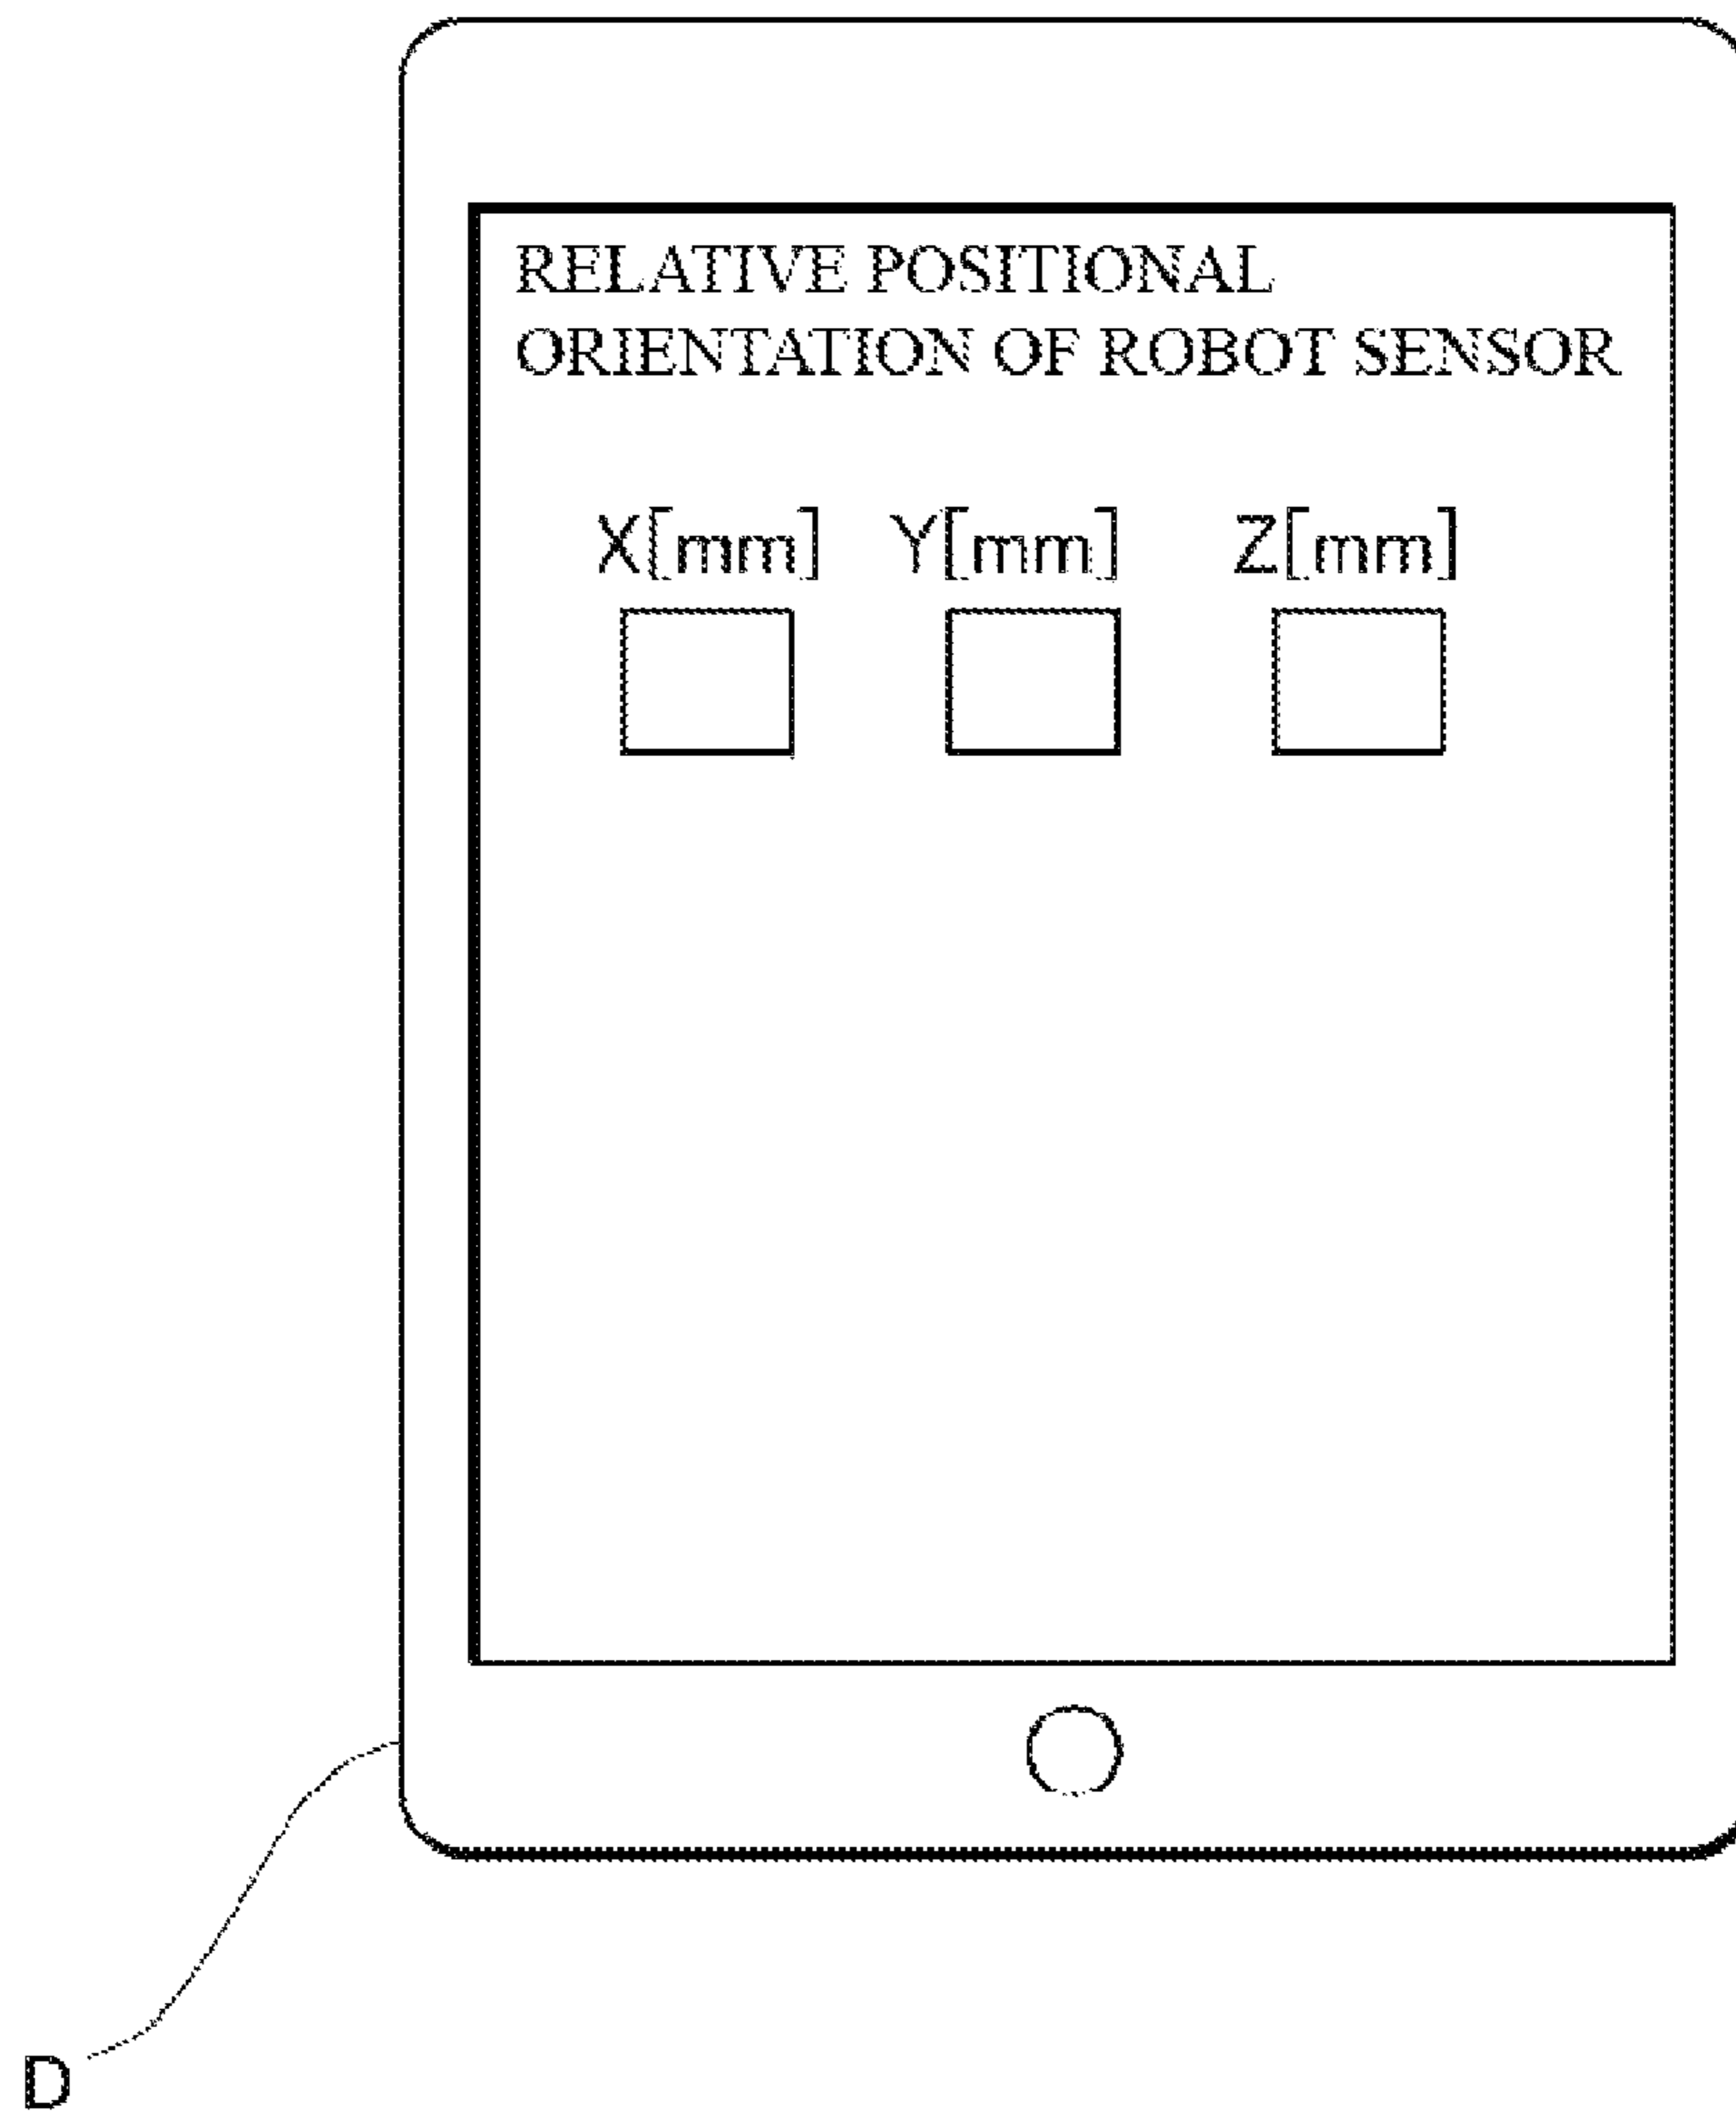 RELATIVE POSITIONAL
ORIENTATION OF ROBOT SENSOR
X[mm] Y[mm] Z[mm]
D